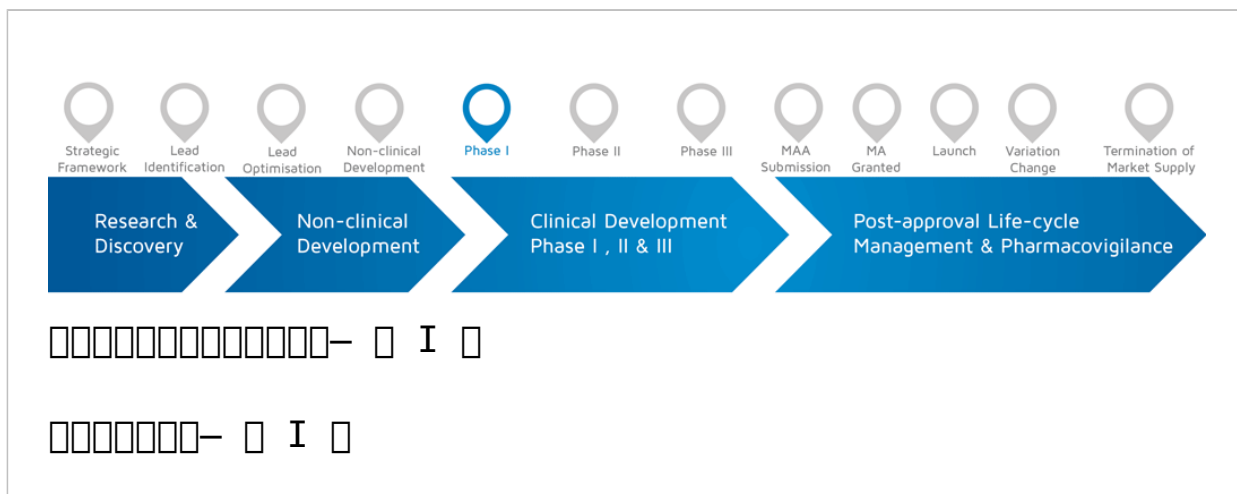 Strategic
Framework
Lead
Identification
Lead
Optimisation
Non-clinical
Development
Phase I
Phase II
Phase III
MAA
Submission
MA
Granted
Launch
Variation
Change
Termination of
Market Supply
Research &
Discovery
Non-clinical
Development
Clinical Development
Phase I , II & III
Post-approval Life-cycle
Management & Pharmacovigilance
– I
– I